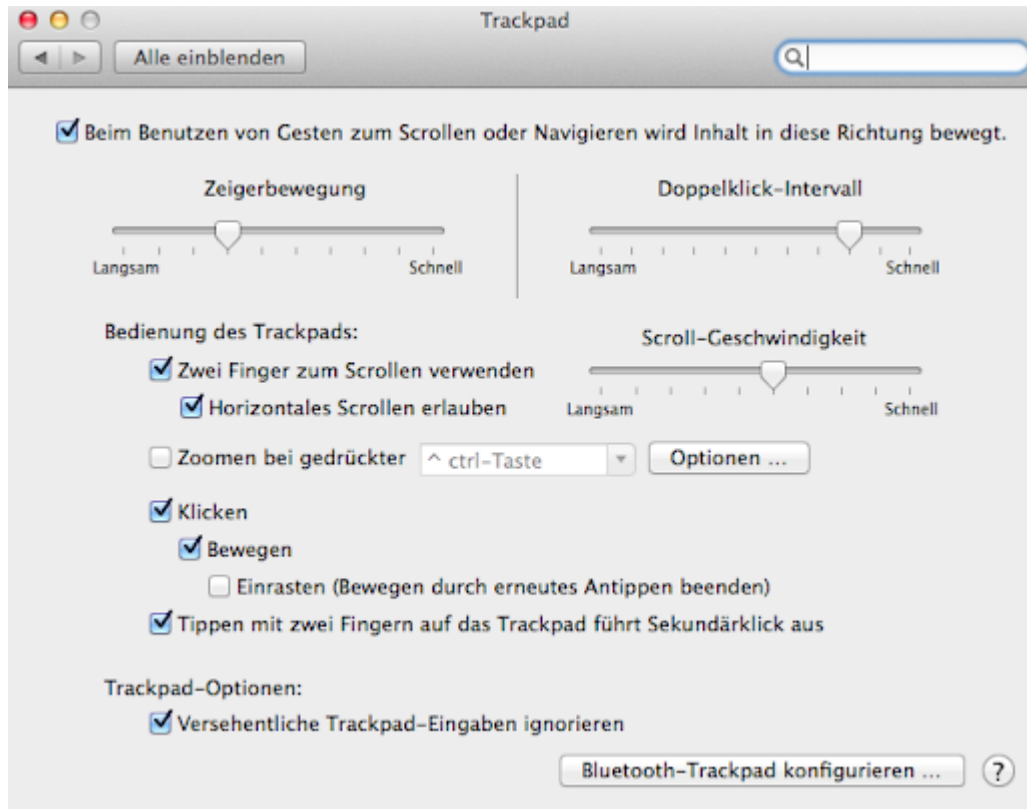 Trackpad
Alle einblenden
Beim Benutzen von Gesten zum Scrollen oder Navigieren wird Inhalt in diese Richtung bewegt.
Zeigerbewegung
Langsam Schnell
Doppelklick-Intervall
Langsam Schnell
Bedienung des Trackpads:
Zwei Finger zum Scrollen verwenden
Horizontales Scrollen erlauben
Scroll-Geschwindigkeit
Langsam Schnell
Zoomen bei gedrückter ^ ctrl-Taste Optionen ...
Klicken
Bewegen
Einrasten (Bewegen durch erneutes Antippen beenden)
Tippen mit zwei Fingern auf das Trackpad führt Sekundärklick aus
Trackpad-Optionen:
Versehentliche Trackpad-Eingaben ignorieren
Bluetooth-Trackpad konfigurieren ... ?